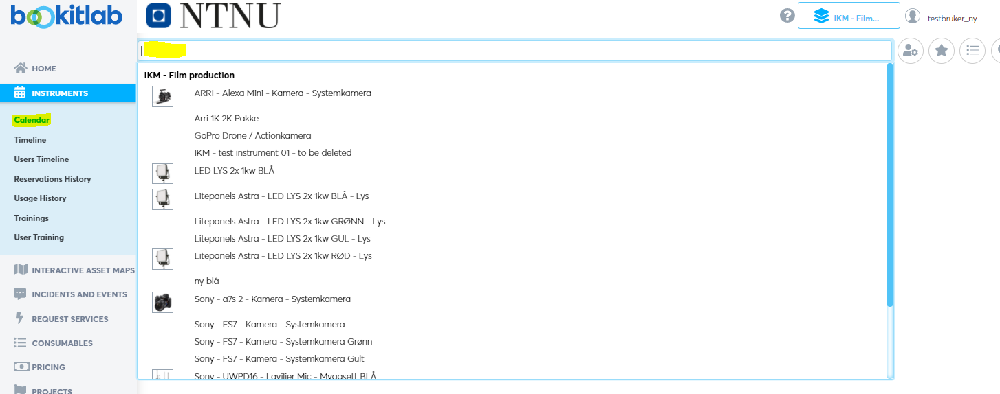 bookitlab
NTNU
IKM - Film...
testbruker_ny
HOME
INSTRUMENTS
Calendar
Timeline
Users Timeline
Reservations History
Usage History
Trainings
User Training
INTERACTIVE ASSET MAPS
INCIDENTS AND EVENTS
REQUEST SERVICES
CONSUMABLES
PRICING
PROJECTS
IKM - Film production
ARRI - Alexa Mini - Kamera - Systemkamera
Arri 1K 2K Pakke
GoPro Drone / Actionkamera
IKM - test instrument 01 - to be deleted
LED LYS 2x 1kw BLÅ
Litepanels Astra - LED LYS 2x 1kw BLÅ - Lys
Litepanels Astra - LED LYS 2x 1kw GRØNN - Lys
Litepanels Astra - LED LYS 2x 1kw GUL - Lys
Litepanels Astra - LED LYS 2x 1kw RØD - Lys
ny blå
Sony - a7s 2 - Kamera - Systemkamera
Sony - FS7 - Kamera - Systemkamera
Sony - FS7 - Kamera - Systemkamera Grønn
Sony - FS7 - Kamera - Systemkamera Gult
Sony - UWPD16 - Lavilier Mic - Myggsett BLÅ